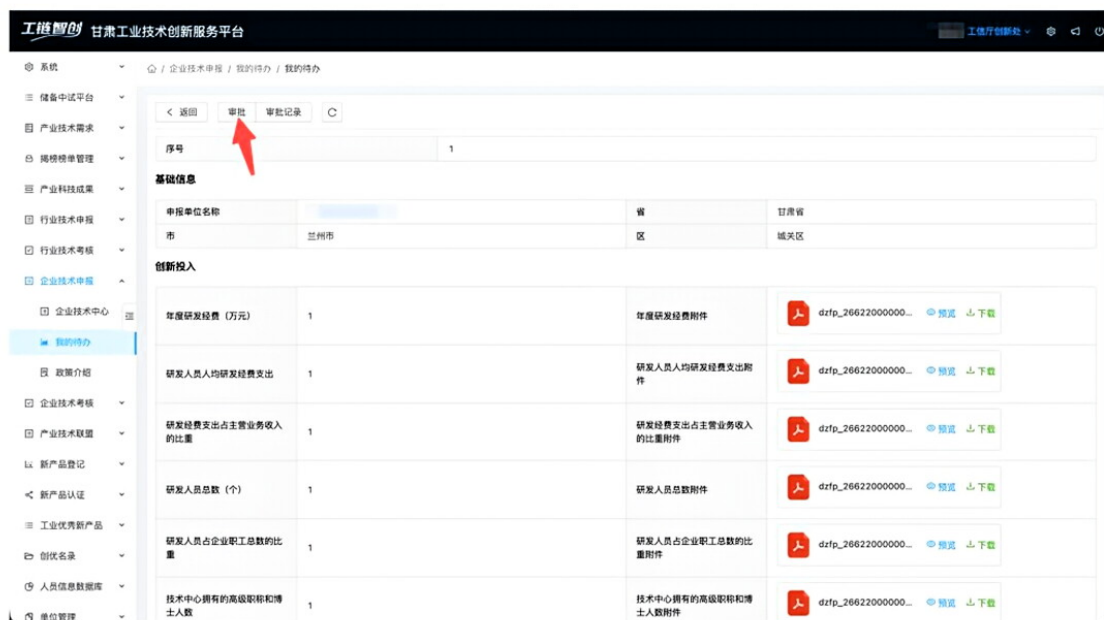 工链智创 甘肃工业技术创新服务平台 工信厅创新处
系统
储备中试平台
产业技术需求
揭榜榜单管理
产业科技成果
行业技术申报
行业技术考核
企业技术申报
企业技术中心
我的待办
政策介绍
企业技术考核
产业技术联盟
新产品登记
新产品认证
工业优秀新产品
创优名录
人员信息数据库
单位管理
/ 企业技术申报 / 我的待办 / 我的待办
返回 审批 审批记录
序号 1
基础信息
申报单位名称 省 甘肃省
市 兰州市 区 城关区
创新投入
年度研发经费（万元） 1 年度研发经费附件 dzfp_26622000000... 预览 下载
研发人员人均研发经费支出 1 研发人员人均研发经费支出附
件 dzfp_26622000000... 预览 下载
研发经费支出占主营业务收入
的比重 1 研发经费支出占主营业务收入
的比重附件 dzfp_26622000000... 预览 下载
研发人员总数（个） 1 研发人员总数附件 dzfp_26622000000... 预览 下载
研发人员占企业职工总数的比
重 1 研发人员占企业职工总数的比
重附件 dzfp_26622000000... 预览 下载
技术中心拥有的高级职称和博
士人数 1 技术中心拥有的高级职称和博
士人数附件 dzfp_26622000000... 预览 下载